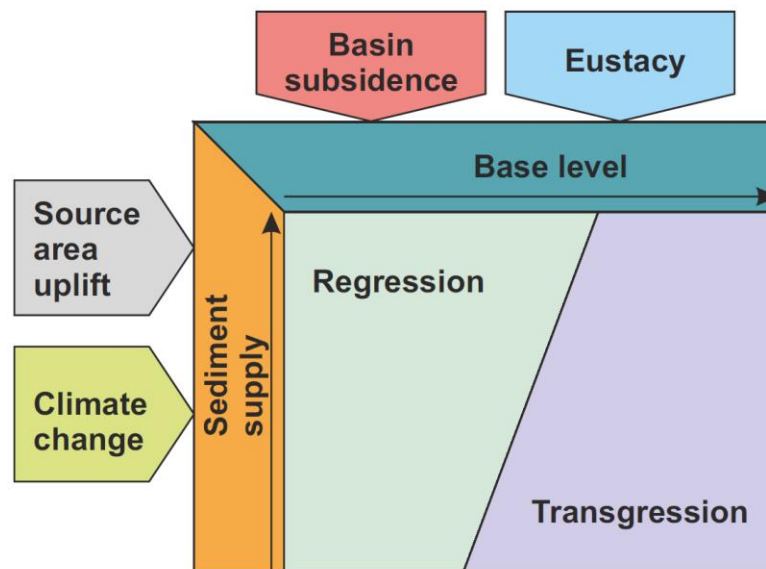 Basin
subsidence
Eustacy
Base level
Source
area
uplift
Regression
Sediment
supply
Climate
change
Transgression